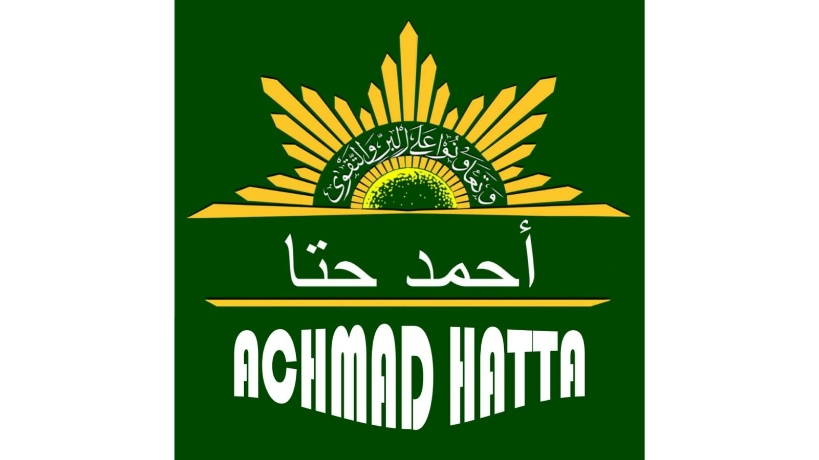 وتعاونوا على البر والتقوى
أحمد حتا
ACHMAD HATTA